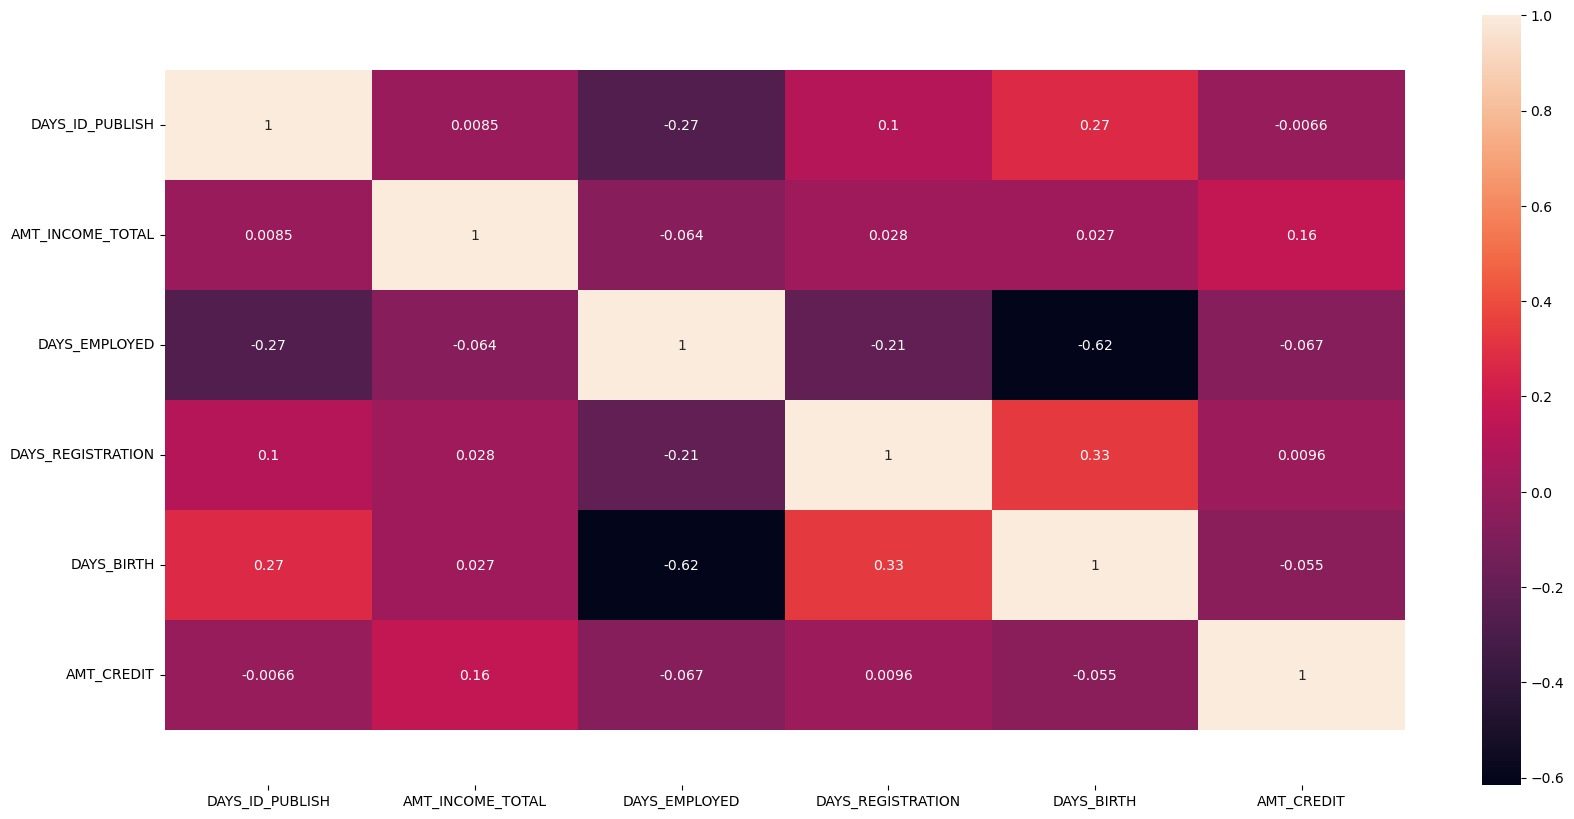 DAYS_ID_PUBLISH 1 0.0085 -0.27 0.1 0.27 -0.0066
AMT_INCOME_TOTAL 0.0085 1 -0.064 0.028 0.027 0.16
DAYS_EMPLOYED -0.27 -0.064 1 -0.21 -0.62 -0.067
DAYS_REGISTRATION 0.1 0.028 -0.21 1 0.33 0.0096
DAYS_BIRTH 0.27 0.027 -0.62 0.33 1 -0.055
AMT_CREDIT -0.0066 0.16 -0.067 0.0096 -0.055 1
DAYS_ID_PUBLISH AMT_INCOME_TOTAL DAYS_EMPLOYED DAYS_REGISTRATION DAYS_BIRTH AMT_CREDIT
1.0
0.8
0.6
0.4
0.2
0.0
−0.2
−0.4
−0.6